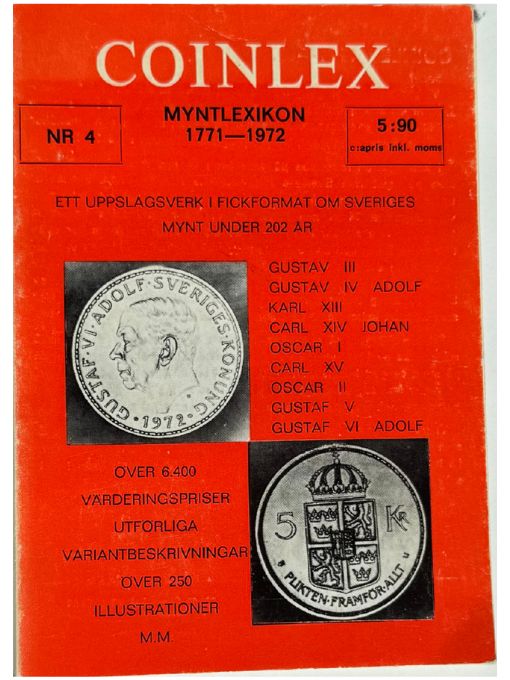 COINLEX
MYNTLEXIKON
1771—1972
NR 4
5:90
c:apris inkl. moms
ETT UPPSLAGSVERK I FICKFORMAT OM SVERIGES
MYNT UNDER 202 ÅR
GUSTAV III
GUSTAV IV ADOLF
KARL XIII
CARL XIV JOHAN
OSCAR I
CARL XV
OSCAR II
GUSTAF V
GUSTAF VI ADOLF
GUSTAF·VI·ADOLF·SVERIGES·KONUNG
·1972·
ÖVER 6.400
VÄRDERINGSPRISER
UTFÖRLIGA
VARIANTBESKRIVNINGAR
ÖVER 250
ILLUSTRATIONER
M.M.
5 KR
U PLIKTEN·FRAMFÖR·ALLT U